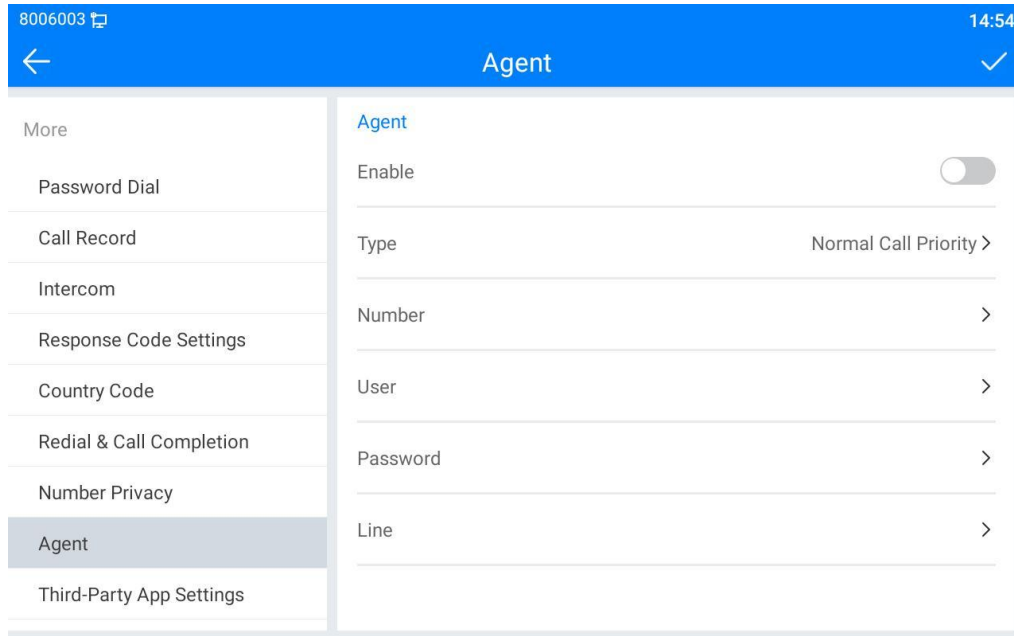 8006003
14:54
Agent
More
Password Dial
Call Record
Intercom
Response Code Settings
Country Code
Redial & Call Completion
Number Privacy
Agent
Third-Party App Settings
Agent
Enable
Type Normal Call Priority
Number
User
Password
Line